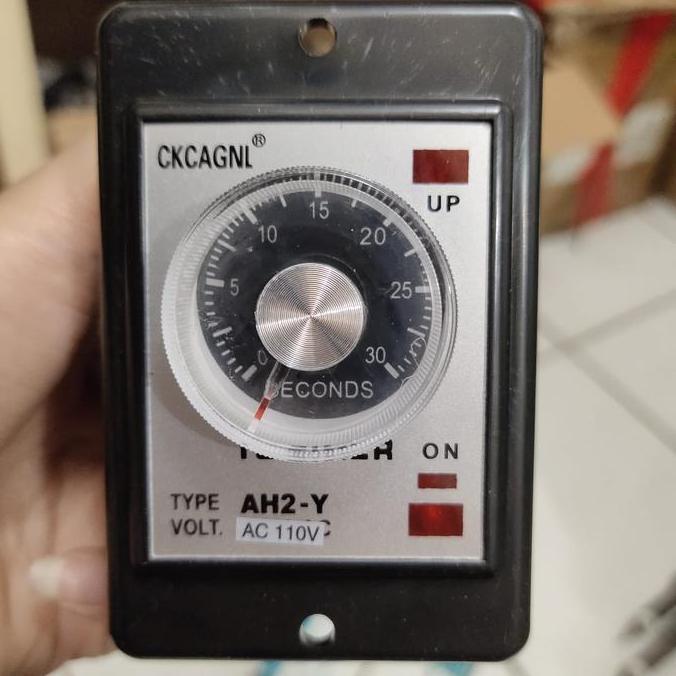 CKCAGNL®
UP
15
10
20
5
25
0
30
SECONDS
ON
TYPE AH2-Y
VOLT. AC 110V